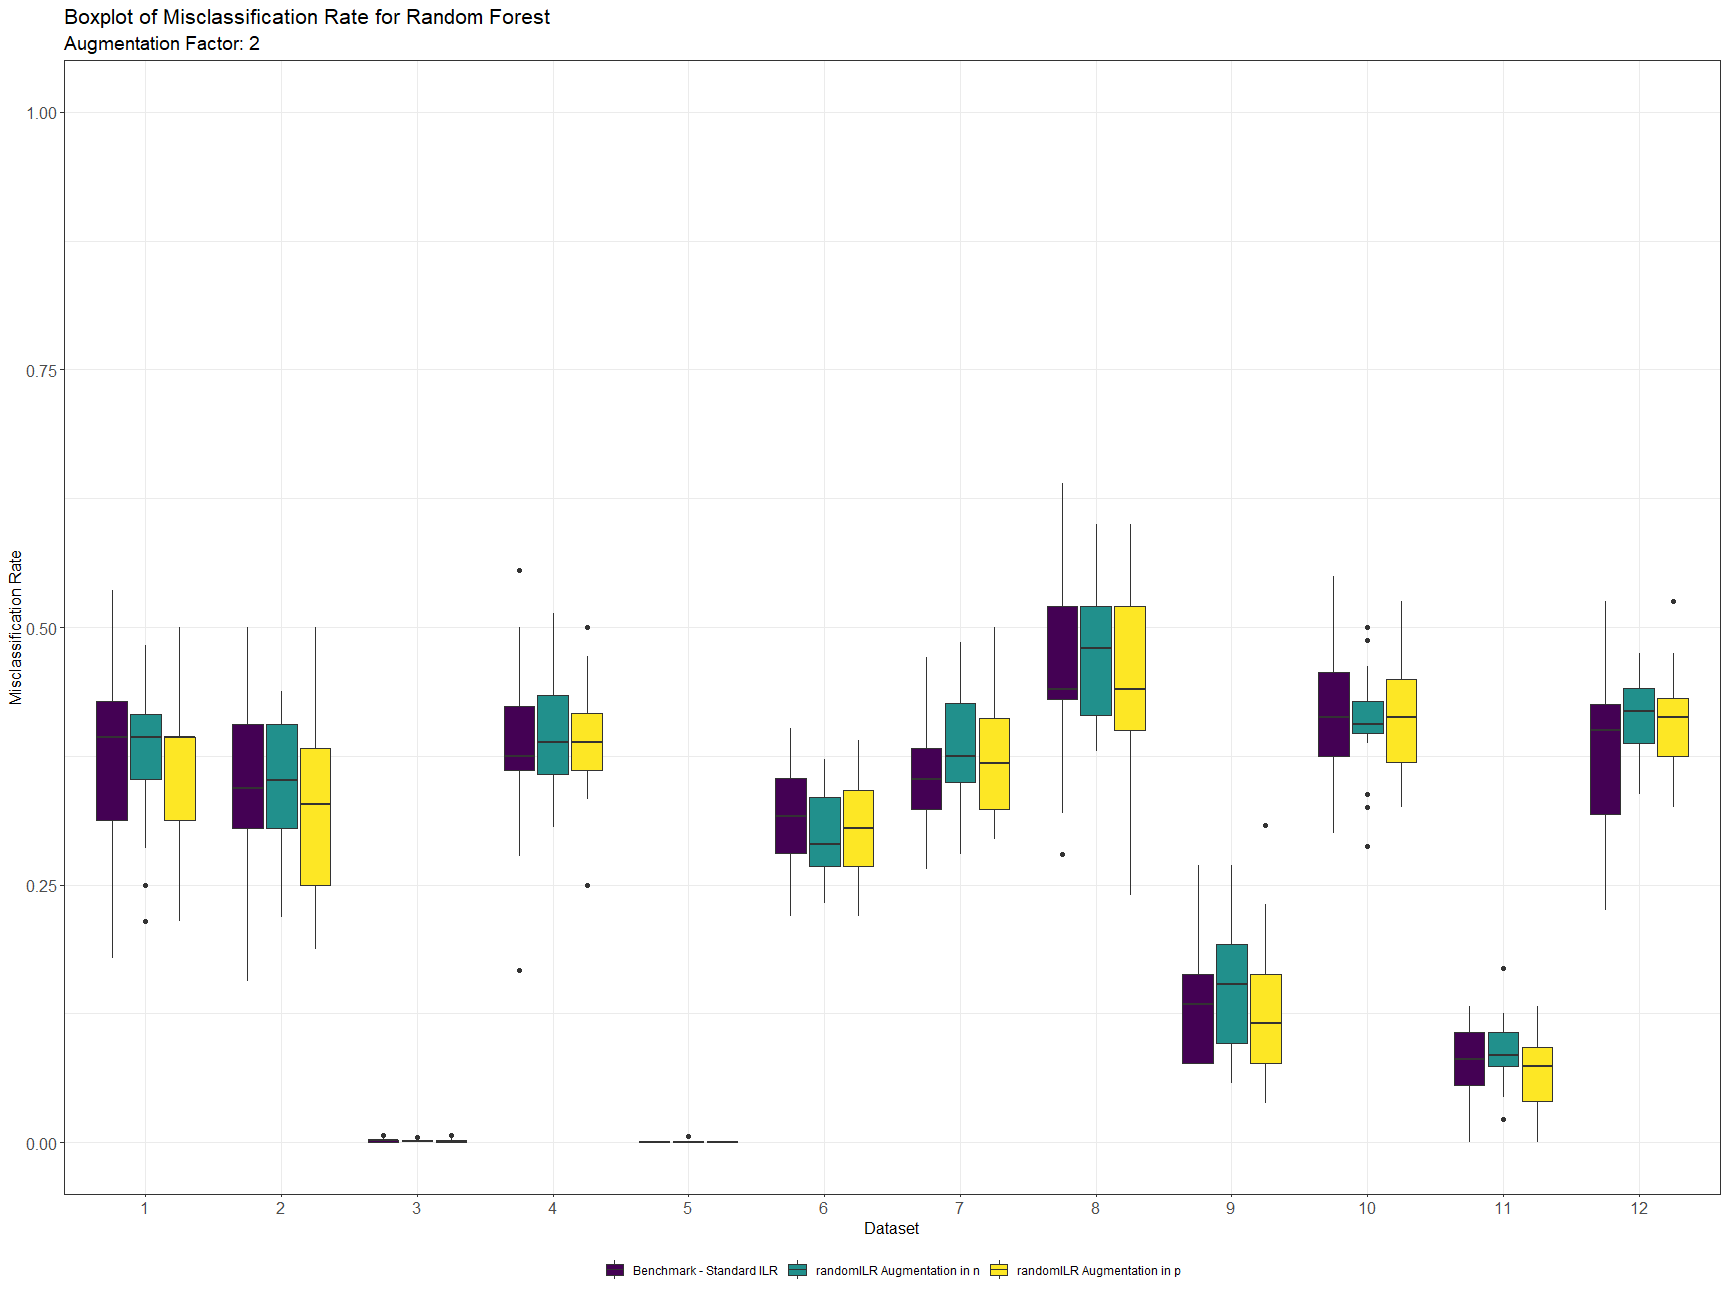 Boxplot of Misclassification Rate for Random Forest
Augmentation Factor: 2
1.00
0.75
0.50
0.25
0.00
Misclassification Rate
1 2 3 4 5 6 7 8 9 10 11 12
Dataset
Benchmark - Standard ILR randomILR Augmentation in n randomILR Augmentation in p